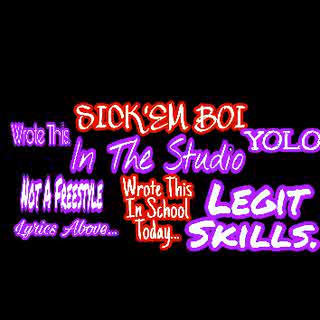 SICK'EM BOI
Wrote This
YOLO
In The Studio
Not A Freestyle
Wrote This
In School
Today...
Legit
Skills.
Lyrics Above...